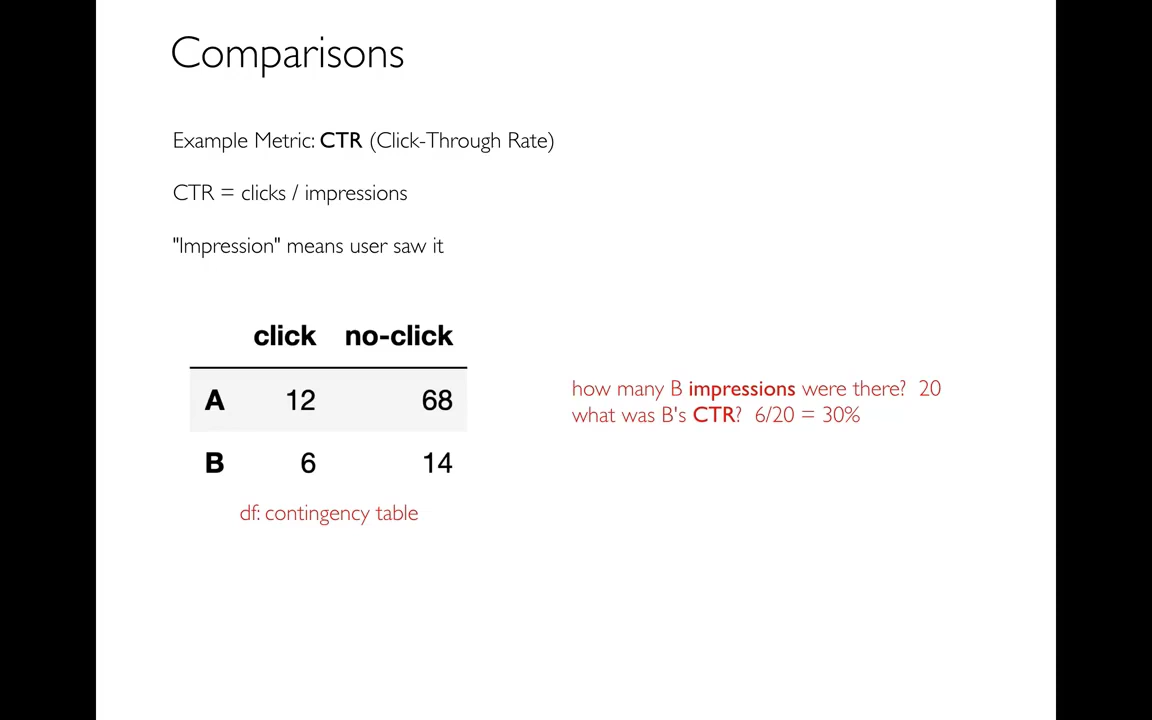 Comparisons
Example Metric: CTR (Click-Through Rate)
CTR = clicks / impressions
"Impression" means user saw it
click no-click
A 12 68
B 6 14
df: contingency table
how many B impressions were there? 20
what was B's CTR? 6/20 = 30%